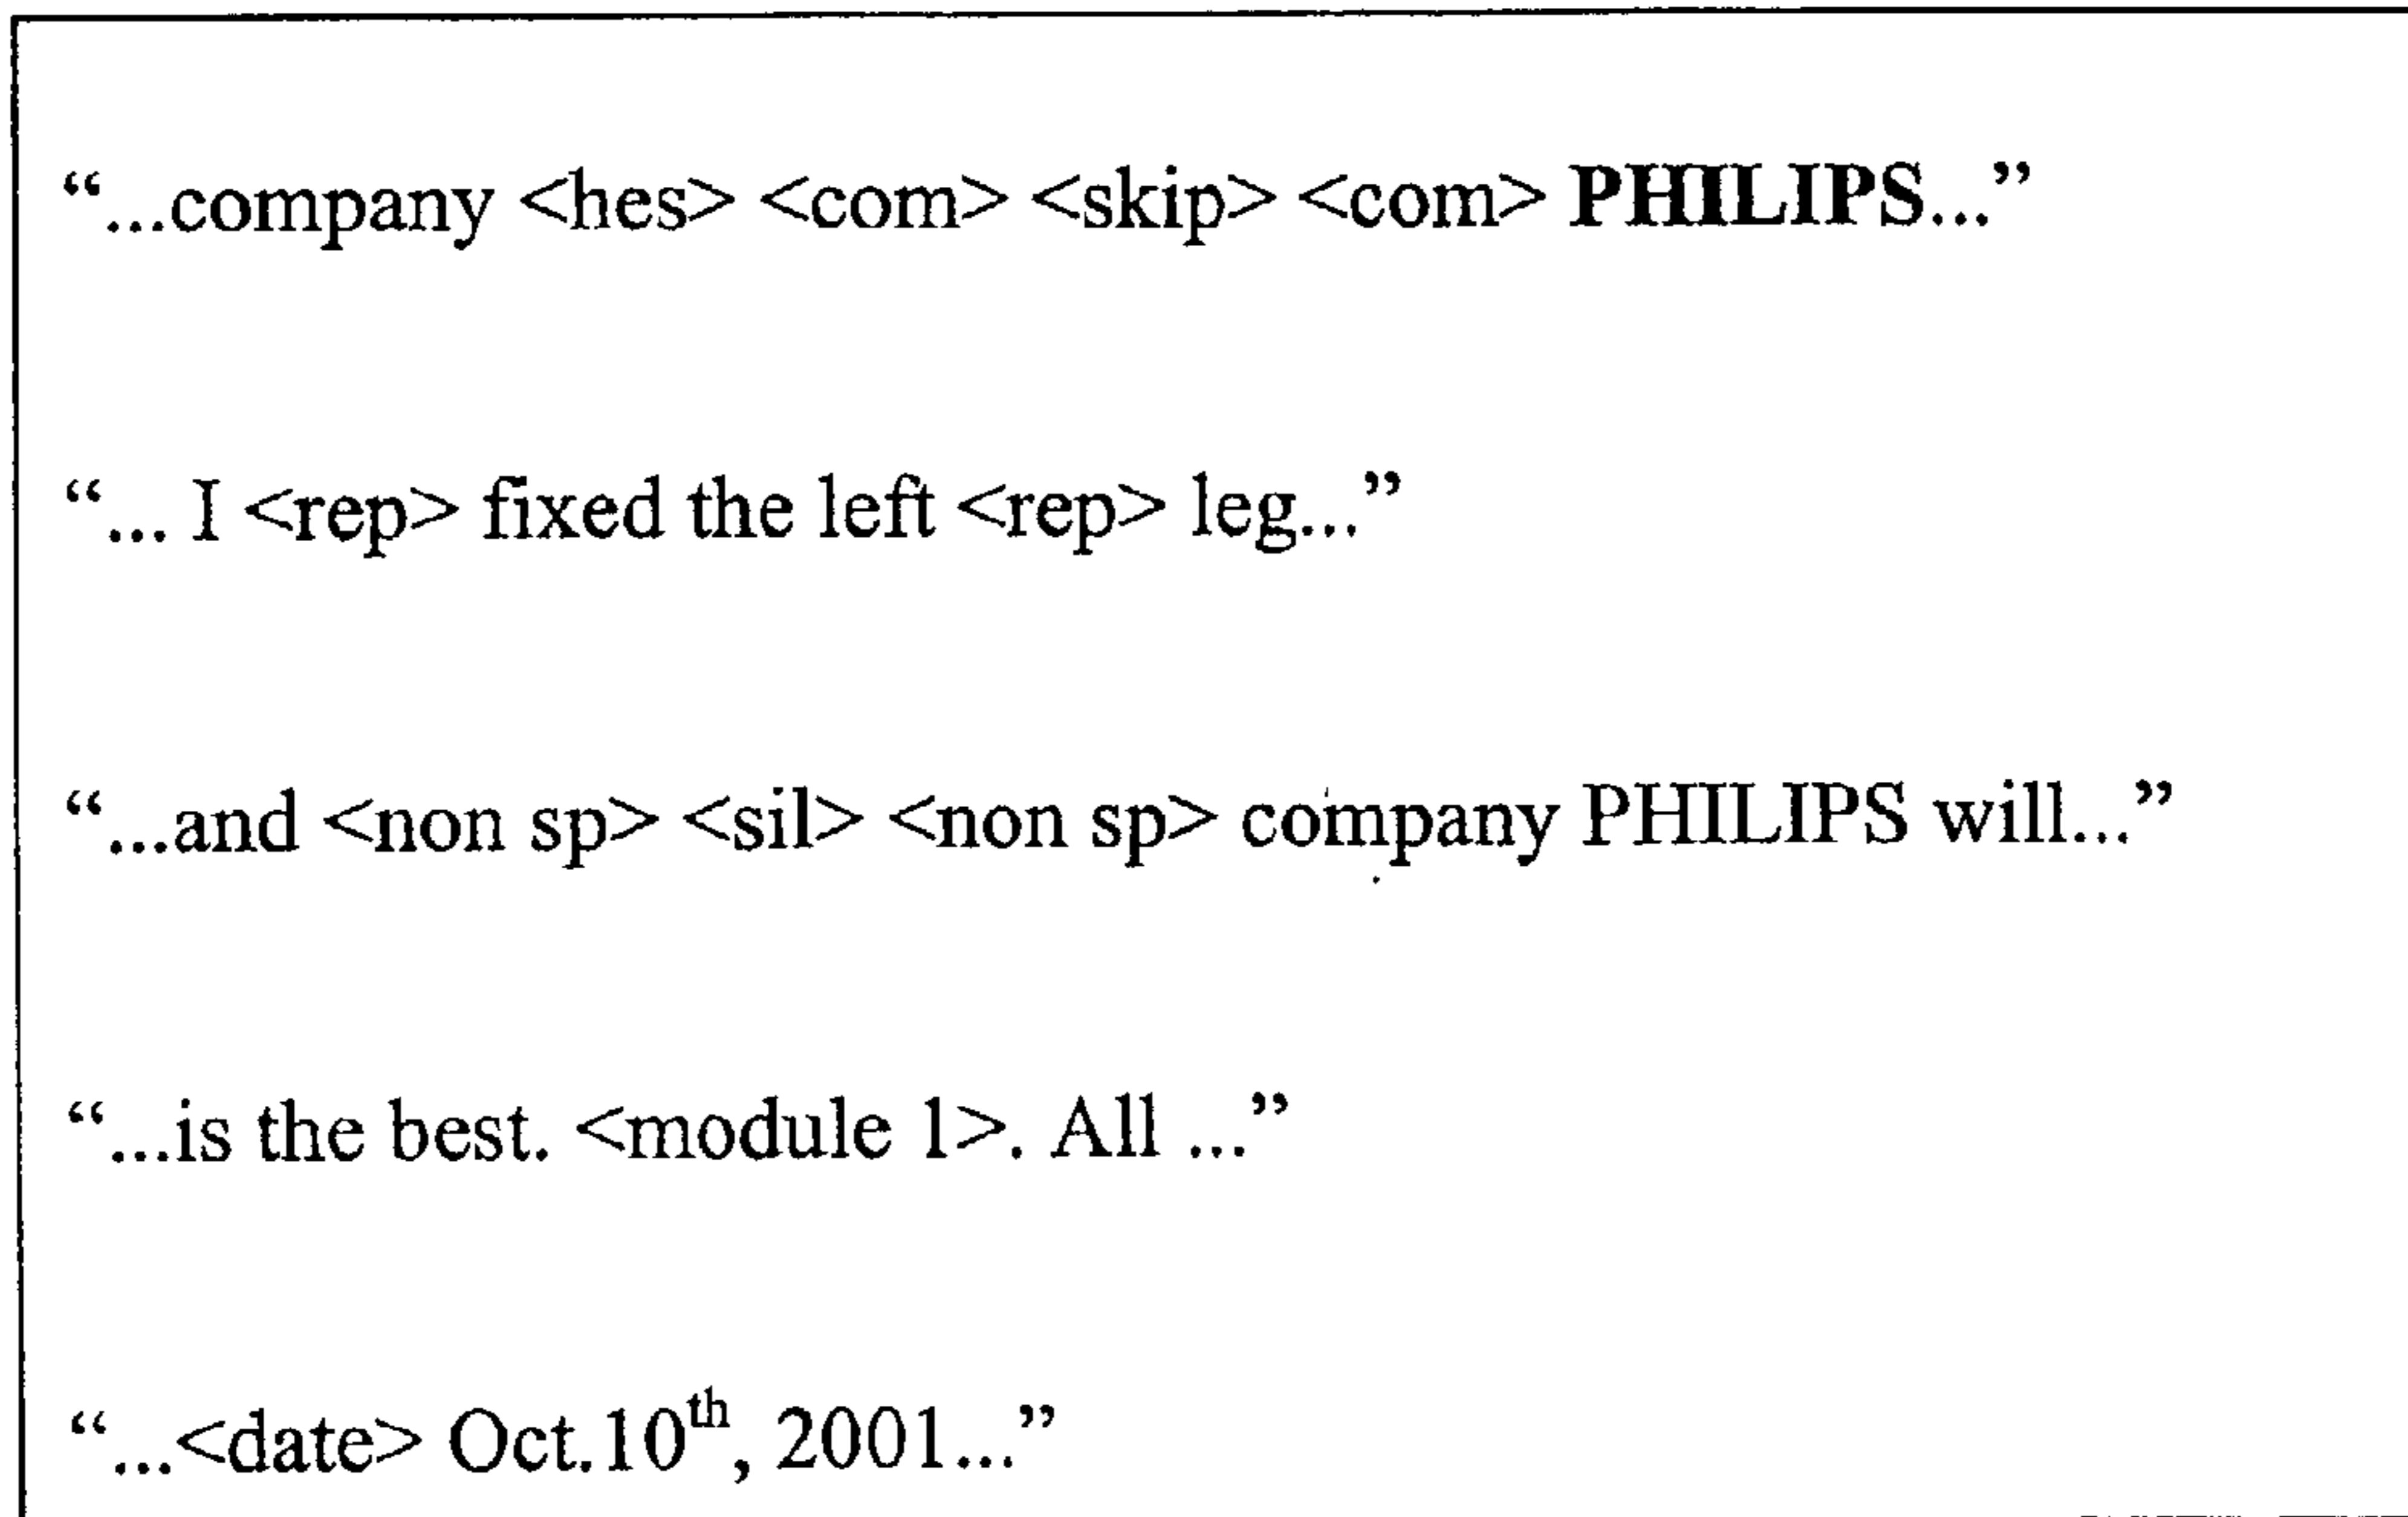 “...company <hes> <com> <skip> <com> PHILIPS...”
“... I <rep> fixed the left <rep> leg...”
“...and <non sp> <sil> <non sp> company PHILIPS will...”
“...is the best. <module 1>. All ...”
“...<date> Oct.10th, 2001...”